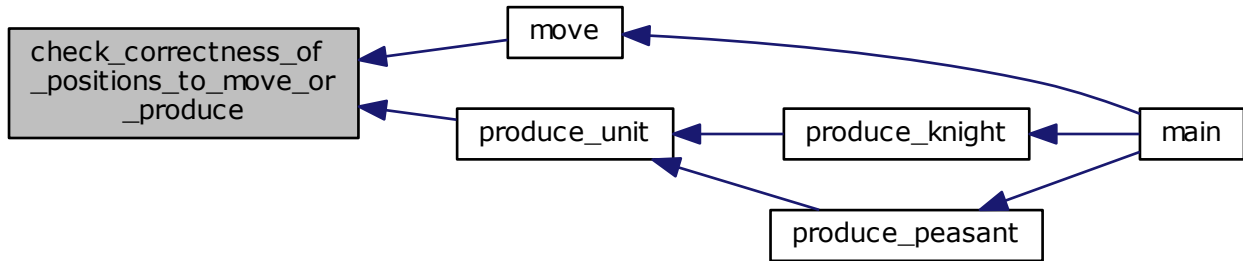 check_correctness_of
_positions_to_move_or
_produce
move
produce_unit
produce_knight
main
produce_peasant